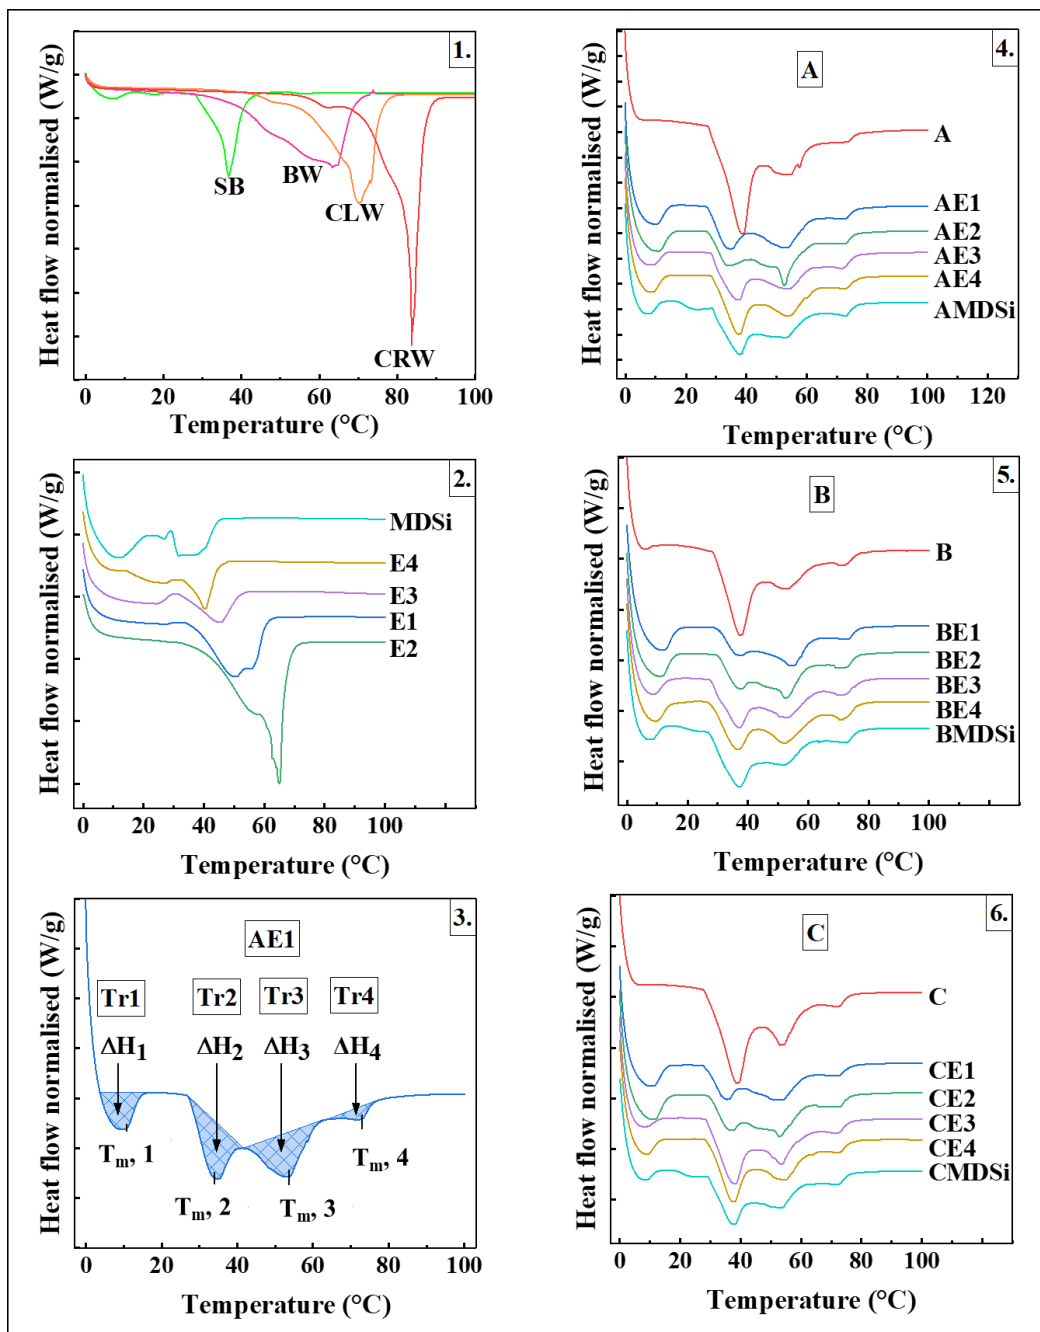 1.
Heat flow normalised (W/g)
SB
BW
CLW
CRW
0 20 40 60 80 100
Temperature (°C)
4.
A
Heat flow normalised (W/g)
A
AE1
AE2
AE3
AE4
AMDSi
0 20 40 60 80 100 120
Temperature (°C)
2.
Heat flow normalised (W/g)
MDSi
E4
E3
E1
E2
0 20 40 60 80 100
Temperature (°C)
5.
B
Heat flow normalised (W/g)
B
BE1
BE2
BE3
BE4
BMDSi
0 20 40 60 80 100
Temperature (°C)
3.
AE1
Heat flow normalised (W/g)
Tr1 Tr2 Tr3 Tr4
ΔH1 ΔH2 ΔH3 ΔH4
Tm, 1 Tm, 2 Tm, 3 Tm, 4
0 20 40 60 80 100
Temperature (°C)
6.
C
Heat flow normalised (W/g)
C
CE1
CE2
CE3
CE4
CMDSi
0 20 40 60 80 100
Temperature (°C)